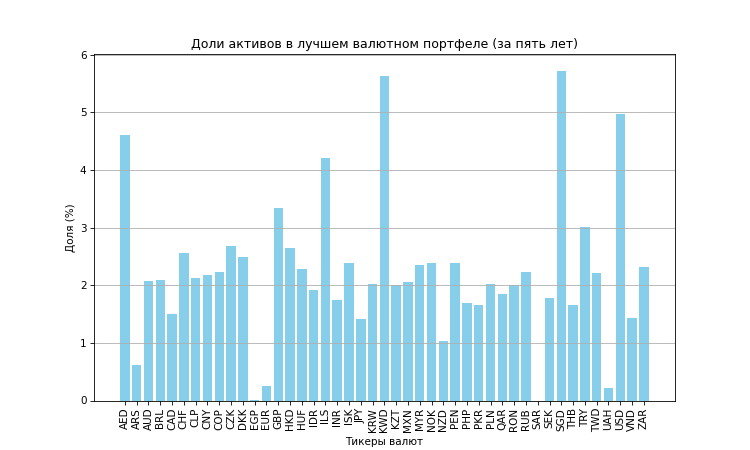 Доли активов в лучшем валютном портфеле (за пять лет)
6
5
4
3
2
1
0
Доля (%)
AED ARS AUD BRL CAD CHF CLP CNY COP CZK DKK EGP EUR GBP HKD HUF IDR ILS INR ISK JPY KRW KWD KZT MXN MYR NOK NZD PEN PHP PKR PLN QAR RON RUB SAR SEK SGD THB TRY TWD UAH USD VND ZAR
Тикеры валют